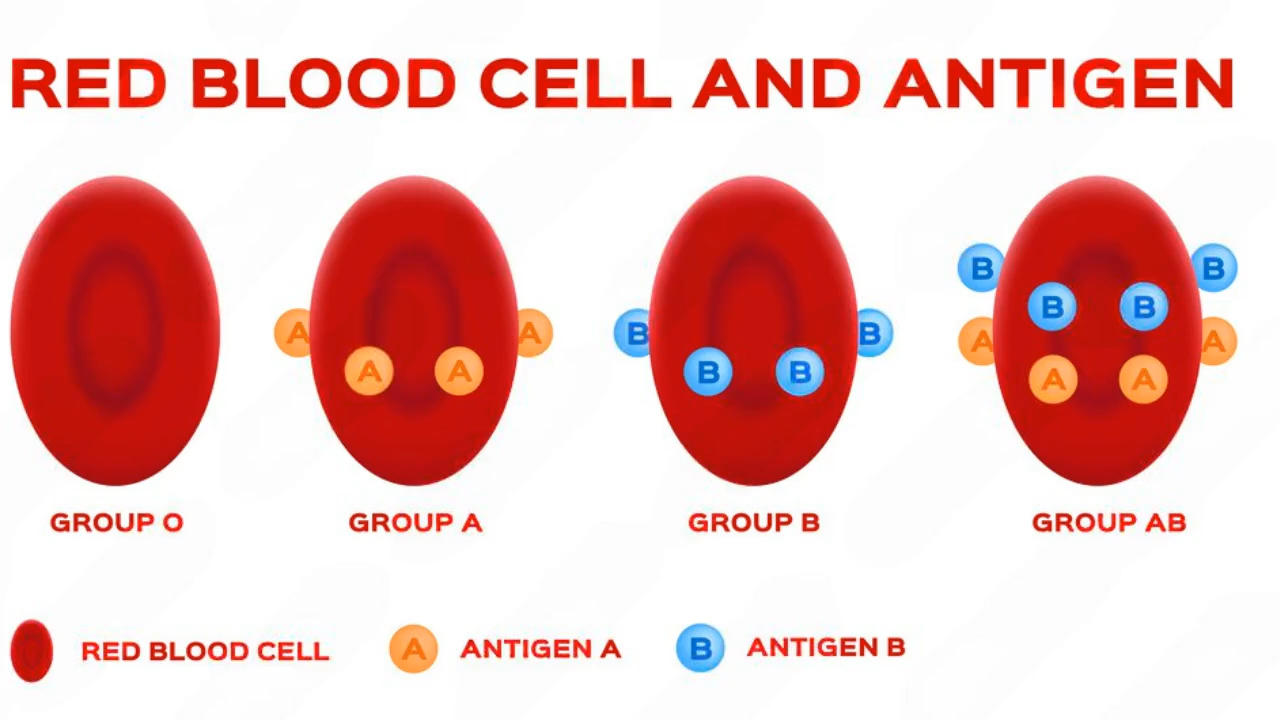 RED BLOOD CELL AND ANTIGEN
B B
B B
A A B B A A
A A B B A A
GROUP O GROUP A GROUP B GROUP AB
RED BLOOD CELL A ANTIGEN A B ANTIGEN B